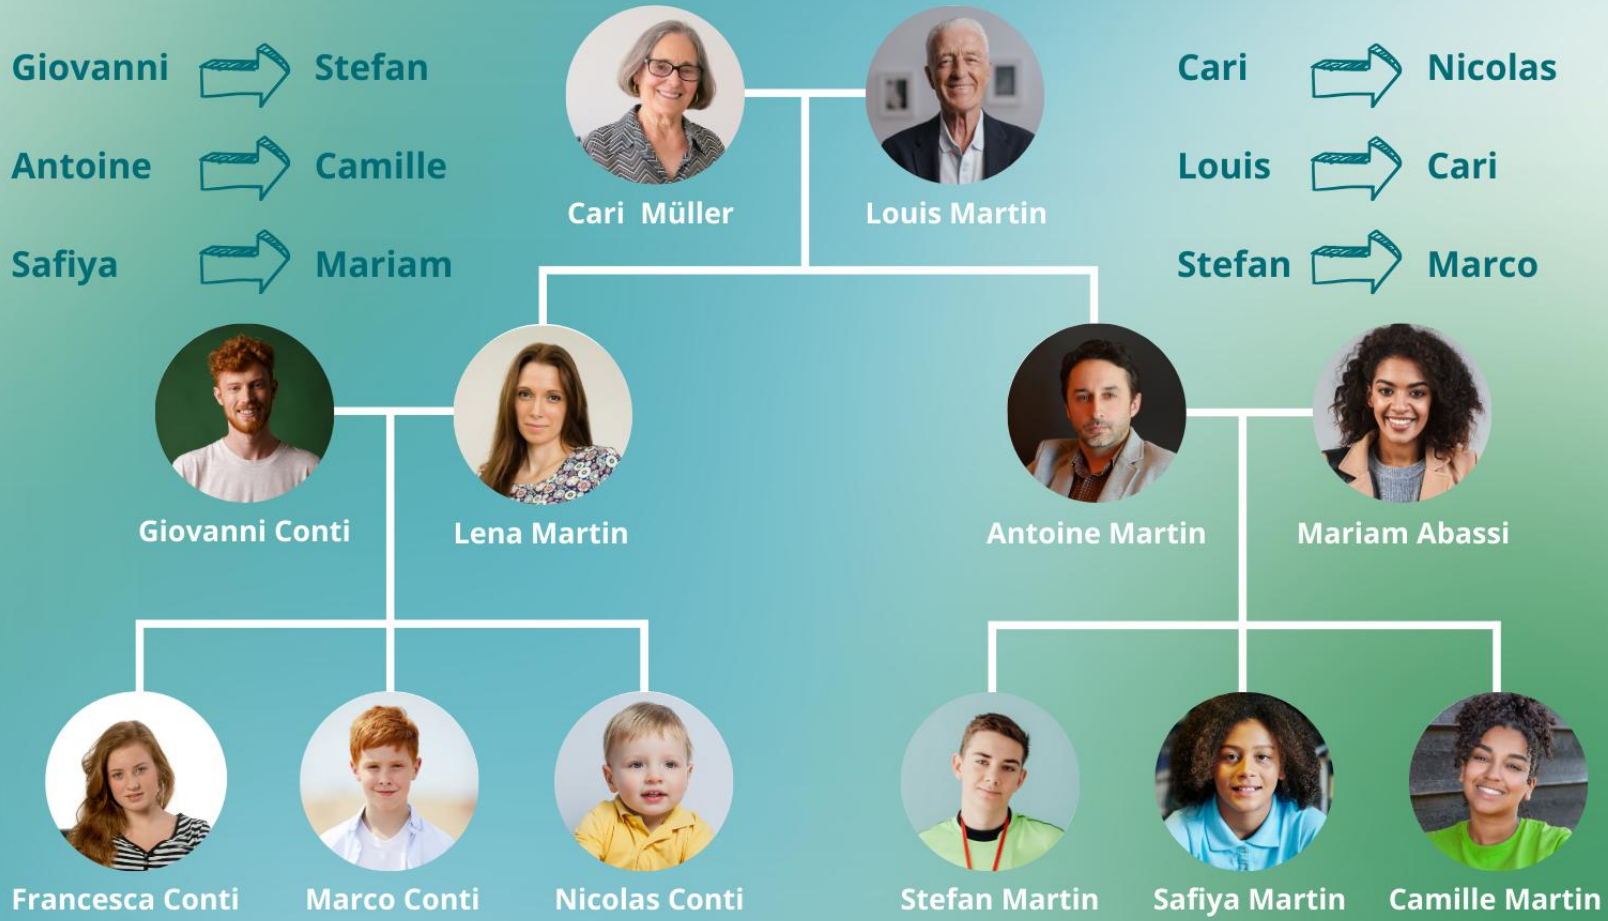 Giovanni Stefan
Antoine Camille
Safiya Mariam
Cari Nicolas
Louis Cari
Stefan Marco
Cari Müller
Louis Martin
Giovanni Conti
Lena Martin
Antoine Martin
Mariam Abassi
Francesca Conti
Marco Conti
Nicolas Conti
Stefan Martin
Safiya Martin
Camille Martin